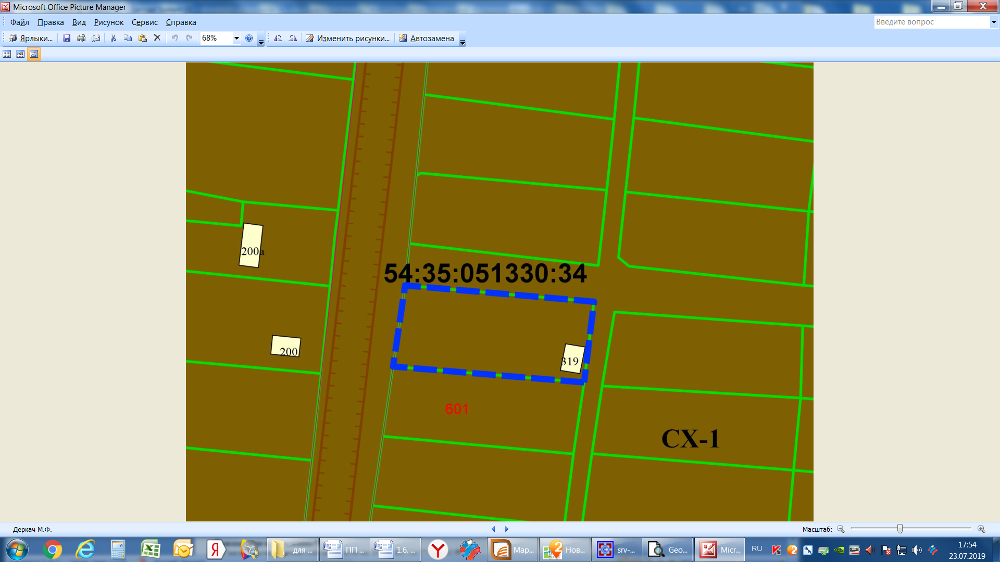 Microsoft Office Picture Manager
Файл Правка Вид Рисунок Сервис Справка
Введите вопрос
Ярлыки... 68% Изменить рисунки... Автозамена
200а
54:35:051330:34
200
319
601
СХ-1
Деркач М.Ф.
Масштаб:
для ... ПП ... 1.6. ... Мар... Нов... srv-... Geo... Micr... RU
17:54
23.07.2019